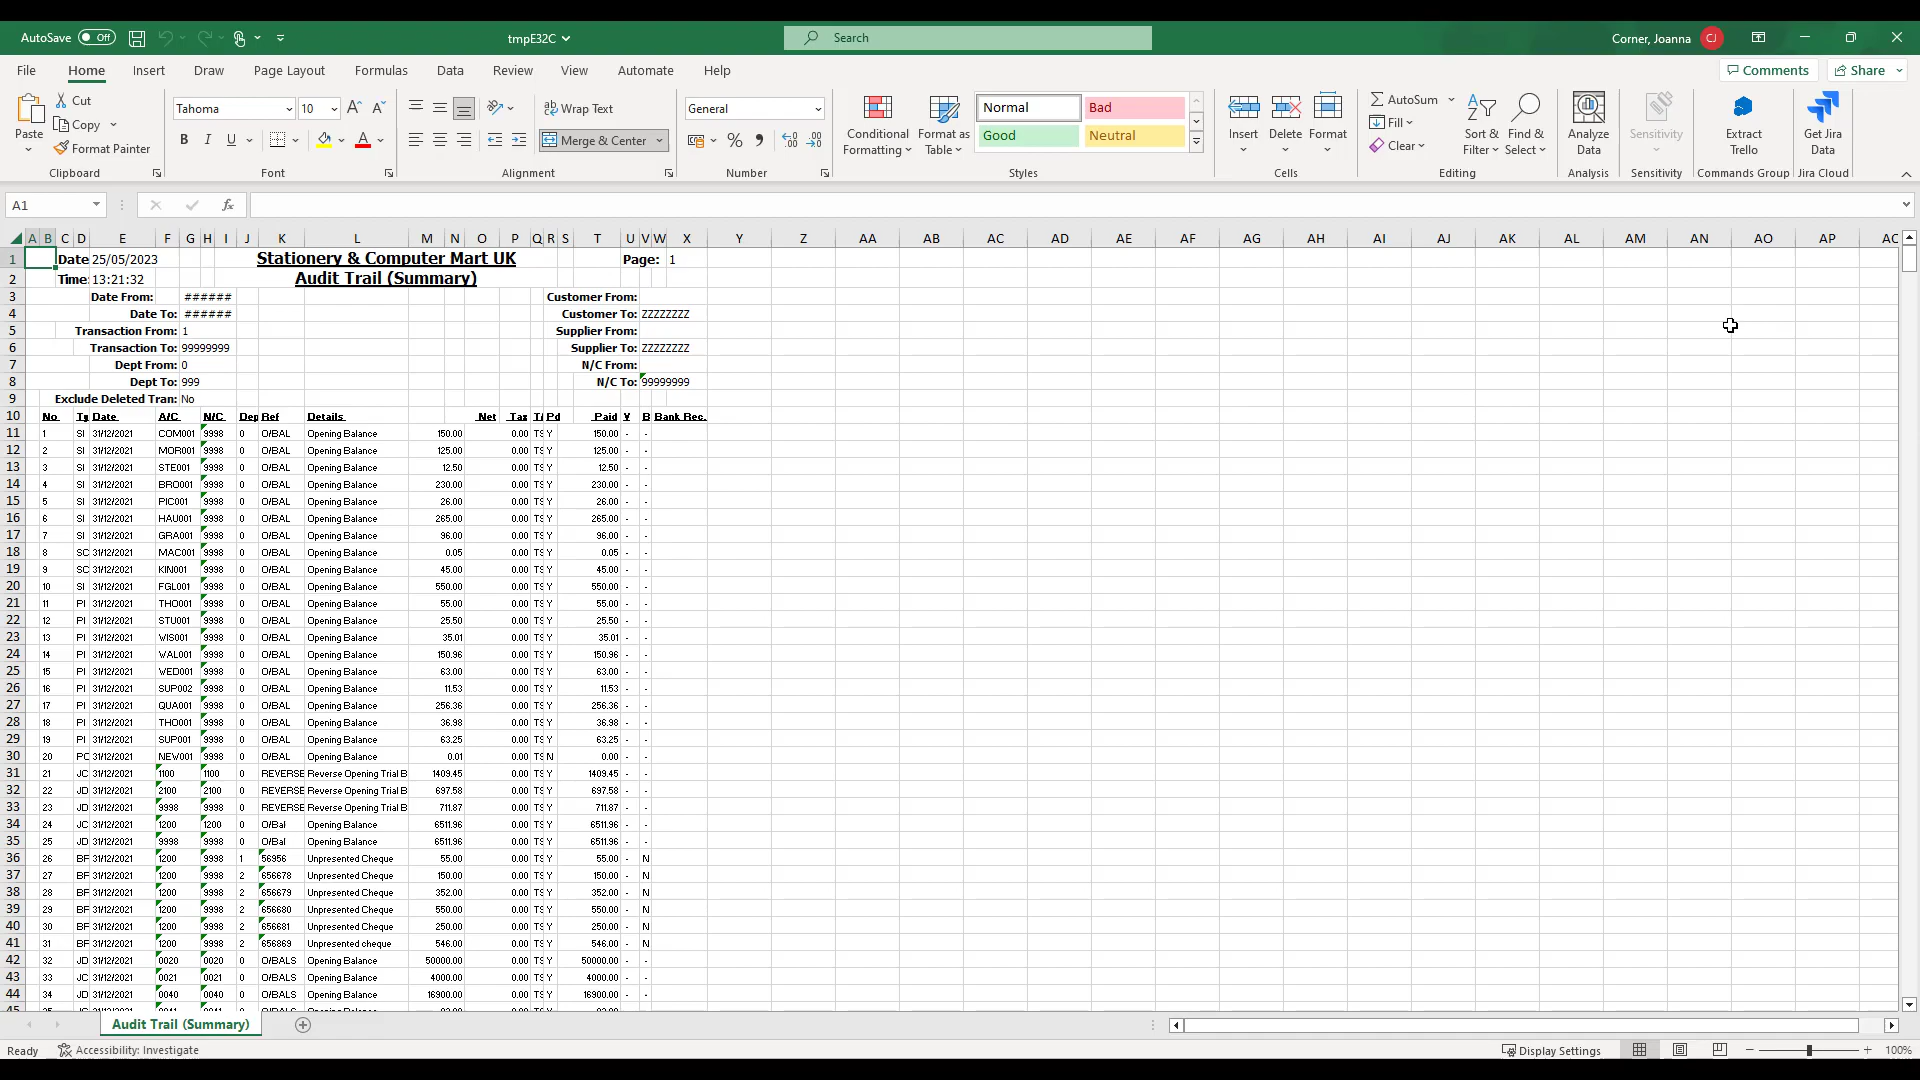 AutoSave Off tmpE32C Search Corner, Joanna CJ
File Home Insert Draw Page Layout Formulas Data Review View Automate Help Comments Share
Paste Cut Copy Format Painter Clipboard
Tahoma 10 B I U Font
Wrap Text Merge & Center Alignment
General % Number
Conditional Formatting Format as Table Normal Bad Good Neutral Styles
Insert Delete Format Cells
AutoSum Fill Clear Sort & Filter Find & Select Editing
Analyze Data Analysis
Sensitivity Sensitivity
Extract Trello Commands Group
Get Jira Data Jira Cloud
A1 fx
A B C D E F G H I J K L M N O P Q R S T U V W X Y Z AA AB AC AD AE AF AG AH AI AJ AK AL AM AN AO AP AQ
1 Date 25/05/2023 Stationery & Computer Mart UK Page: 1
2 Time: 13:21:32 Audit Trail (Summary)
3 Date From: ###### Customer From:
4 Date To: ###### Customer To: ZZZZZZZZ
5 Transaction From: 1 Supplier From:
6 Transaction To: 99999999 Supplier To: ZZZZZZZZ
7 Dept From: 0 N/C From:
8 Dept To: 999 N/C To: 99999999
9 Exclude Deleted Tran: No
10 No Date A/C N/C Dep Ref Details Net Tax Pd Paid V B Bank Rec.
11 1 SI 31/12/2021 COM001 9998 0 O/BAL Opening Balance 150.00 0.00 TS Y 150.00 - -
12 2 SI 31/12/2021 MOR001 9998 0 O/BAL Opening Balance 125.00 0.00 TS Y 125.00 - -
13 3 SI 31/12/2021 STE001 9998 0 O/BAL Opening Balance 12.50 0.00 TS Y 12.50 - -
14 4 SI 31/12/2021 BRO001 9998 0 O/BAL Opening Balance 230.00 0.00 TS Y 230.00 - -
15 5 SI 31/12/2021 PIC001 9998 0 O/BAL Opening Balance 26.00 0.00 TS Y 26.00 - -
16 6 SI 31/12/2021 HAU001 9998 0 O/BAL Opening Balance 265.00 0.00 TS Y 265.00 - -
17 7 SI 31/12/2021 GRA001 9998 0 O/BAL Opening Balance 96.00 0.00 TS Y 96.00 - -
18 8 SC 31/12/2021 MAC001 9998 0 O/BAL Opening Balance 0.05 0.00 TS Y 0.05 - -
19 9 SC 31/12/2021 KIN001 9998 0 O/BAL Opening Balance 45.00 0.00 TS Y 45.00 - -
20 10 SI 31/12/2021 FGL001 9998 0 O/BAL Opening Balance 550.00 0.00 TS Y 550.00 - -
21 11 PI 31/12/2021 THO001 9998 0 O/BAL Opening Balance 55.00 0.00 TS Y 55.00 - -
22 12 PI 31/12/2021 STU001 9998 0 O/BAL Opening Balance 25.50 0.00 TS Y 25.50 - -
23 13 PI 31/12/2021 WIS001 9998 0 O/BAL Opening Balance 35.01 0.00 TS Y 35.01 - -
24 14 PI 31/12/2021 WAL001 9998 0 O/BAL Opening Balance 150.96 0.00 TS Y 150.96 - -
25 15 PI 31/12/2021 WED001 9998 0 O/BAL Opening Balance 63.00 0.00 TS Y 63.00 - -
26 16 PI 31/12/2021 SUP002 9998 0 O/BAL Opening Balance 11.53 0.00 TS Y 11.53 - -
27 17 PI 31/12/2021 QUA001 9998 0 O/BAL Opening Balance 256.36 0.00 TS Y 256.36 - -
28 18 PI 31/12/2021 THO001 9998 0 O/BAL Opening Balance 36.98 0.00 TS Y 36.98 - -
29 19 PI 31/12/2021 SUP001 9998 0 O/BAL Opening Balance 63.25 0.00 TS Y 63.25 - -
30 20 PC 31/12/2021 NEW001 9998 0 O/BAL Opening Balance 0.01 0.00 TS N 0.00 - -
31 21 JC 31/12/2021 1100 1100 0 REVERSE Reverse Opening Trial B 1409.45 0.00 TS Y 1409.45 - -
32 22 JD 31/12/2021 2100 2100 0 REVERSE Reverse Opening Trial B 697.58 0.00 TS Y 697.58 - -
33 23 JD 31/12/2021 9998 9998 0 REVERSE Reverse Opening Trial B 711.87 0.00 TS Y 711.87 - -
34 24 JC 31/12/2021 1200 1200 0 O/Bal Opening Balance 6511.96 0.00 TS Y 6511.96 - -
35 25 JD 31/12/2021 9998 9998 0 O/Bal Opening Balance 6511.96 0.00 TS Y 6511.96 - -
36 26 BF 31/12/2021 1200 9998 1 56956 Unpresented Cheque 55.00 0.00 TS Y 55.00 - N
37 27 BF 31/12/2021 1200 9998 2 656678 Unpresented Cheque 150.00 0.00 TS Y 150.00 - N
38 28 BF 31/12/2021 1200 9998 2 656679 Unpresented Cheque 352.00 0.00 TS Y 352.00 - N
39 29 BF 31/12/2021 1200 9998 2 656680 Unpresented Cheque 550.00 0.00 TS Y 550.00 - N
40 30 BF 31/12/2021 1200 9998 2 656681 Unpresented Cheque 250.00 0.00 TS Y 250.00 - N
41 31 BF 31/12/2021 1200 9998 2 656869 Unpresented cheque 546.00 0.00 TS Y 546.00 - N
42 32 JD 31/12/2021 0020 0020 0 O/BALS Opening Balance 50000.00 0.00 TS Y 50000.00 - -
43 33 JC 31/12/2021 0021 0021 0 O/BALS Opening Balance 4000.00 0.00 TS Y 4000.00 - -
44 34 JD 31/12/2021 0040 0040 0 O/BALS Opening Balance 16900.00 0.00 TS Y 16900.00 - -
Audit Trail (Summary)
Ready Accessibility: Investigate Display Settings 100%